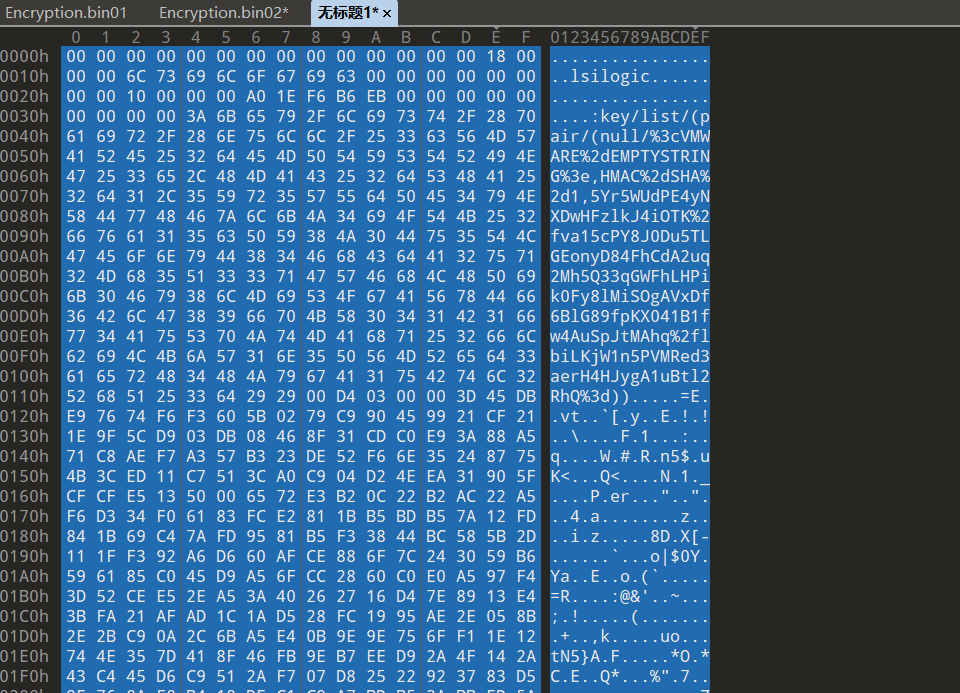 Encryption.bin01 Encryption.bin02* 无标题1* ×
0 1 2 3 4 5 6 7 8 9 A B C D E F 0123456789ABCDEF
0000h 00 00 00 00 00 00 00 00 00 00 00 00 00 00 18 00 ................
0010h 00 00 6C 73 69 6C 6F 67 69 63 00 00 00 00 00 00 ..lsilogic......
0020h 00 00 10 00 00 00 A0 1E F6 B6 EB 00 00 00 00 00 ................
0030h 00 00 00 00 3A 6B 65 79 2F 6C 69 73 74 2F 28 70 ....:key/list/(p
0040h 61 69 72 2F 28 6E 75 6C 6C 2F 25 33 63 56 4D 57 air/(null/%3cVMW
0050h 41 52 45 25 32 64 45 4D 50 54 59 53 54 52 49 4E ARE%2dEMPTYSTRIN
0060h 47 25 33 65 2C 48 4D 41 43 25 32 64 53 48 41 25 G%3e,HMAC%2dSHA%
0070h 32 64 31 2C 35 59 72 35 57 55 64 50 45 34 79 4E 2d1,5Yr5WUdPE4yN
0080h 58 44 77 48 46 7A 6C 6B 4A 34 69 4F 54 4B 25 32 XDwHFzlkJ4iOTK%2
0090h 66 76 61 31 35 63 50 59 38 4A 30 44 75 35 54 4C fva15cPY8J0Du5TL
00A0h 47 45 6F 6E 79 44 38 34 46 68 43 64 41 32 75 71 GEonyD84FhCdA2uq
00B0h 32 4D 68 35 51 33 33 71 47 57 46 68 4C 48 50 69 2Mh5Q33qGWFhLHPi
00C0h 6B 30 46 79 38 6C 4D 69 53 4F 67 41 56 78 44 66 k0Fy8lMiSOgAVxDf
00D0h 36 42 6C 47 38 39 66 70 4B 58 30 34 31 42 31 66 6BlG89fpKX041B1f
00E0h 77 34 41 75 53 70 4A 74 4D 41 68 71 25 32 66 6C w4AuSpJtMAhq%2fl
00F0h 62 69 4C 4B 6A 57 31 6E 35 50 56 4D 52 65 64 33 biLKjW1n5PVMRed3
0100h 61 65 72 48 34 48 4A 79 67 41 31 75 42 74 6C 32 aerH4HJygA1uBtl2
0110h 52 68 51 25 33 64 29 29 00 D4 03 00 00 3D 45 DB RhQ%3d)).....=E.
0120h E9 76 74 F6 F3 60 5B 02 79 C9 90 45 99 21 CF 21 .vt..`[.y..E.!.!
0130h 1E 9F 5C D9 03 DB 08 46 8F 31 CD C0 E9 3A 88 A5 ..\....F.1...:..
0140h 71 C8 AE F7 A3 57 B3 23 DE 52 F6 6E 35 24 87 75 q....W.#.R.n5$.u
0150h 4B 3C ED 11 C7 51 3C A0 C9 04 D2 4E EA 31 90 5F K<...Q<....N.1._
0160h CF CF E5 13 50 00 65 72 E3 B2 0C 22 B2 AC 22 A5 ....P.er..."..".
0170h F6 D3 34 F0 61 83 FC E2 81 1B B5 BD B5 7A 12 FD ..4.a........z..
0180h 84 1B 69 C4 7A FD 95 81 B5 F3 38 44 BC 58 5B 2D ..i.z.....8D.X[-
0190h 11 1F F3 92 A6 D6 60 AF CE 88 6F 7C 24 30 59 B6 ......`...o|$0Y.
01A0h 59 61 85 C0 45 D9 A5 6F CC 28 60 C0 E0 A5 97 F4 Ya..E..o.(`.....
01B0h 3D 52 CE E5 2E A5 3A 40 26 27 16 D4 7E 89 13 E4 =R....:@&'..~...
01C0h 3B FA 21 AF AD 1C 1A D5 28 FC 19 95 AE 2E 05 8B ;.!.....(.......
01D0h 2E 2B C9 0A 2C 6B A5 E4 0B 9E 9E 75 6F F1 1E 12 .+..,k.....uo...
01E0h 74 4E 35 7D 41 8F 46 FB 9E B7 EE D9 2A 4F 14 2A tN5}A.F.....*O.*
01F0h 43 C4 45 D6 C9 51 2A F7 07 D8 25 22 92 37 83 D5 C.E..Q*...%".7..